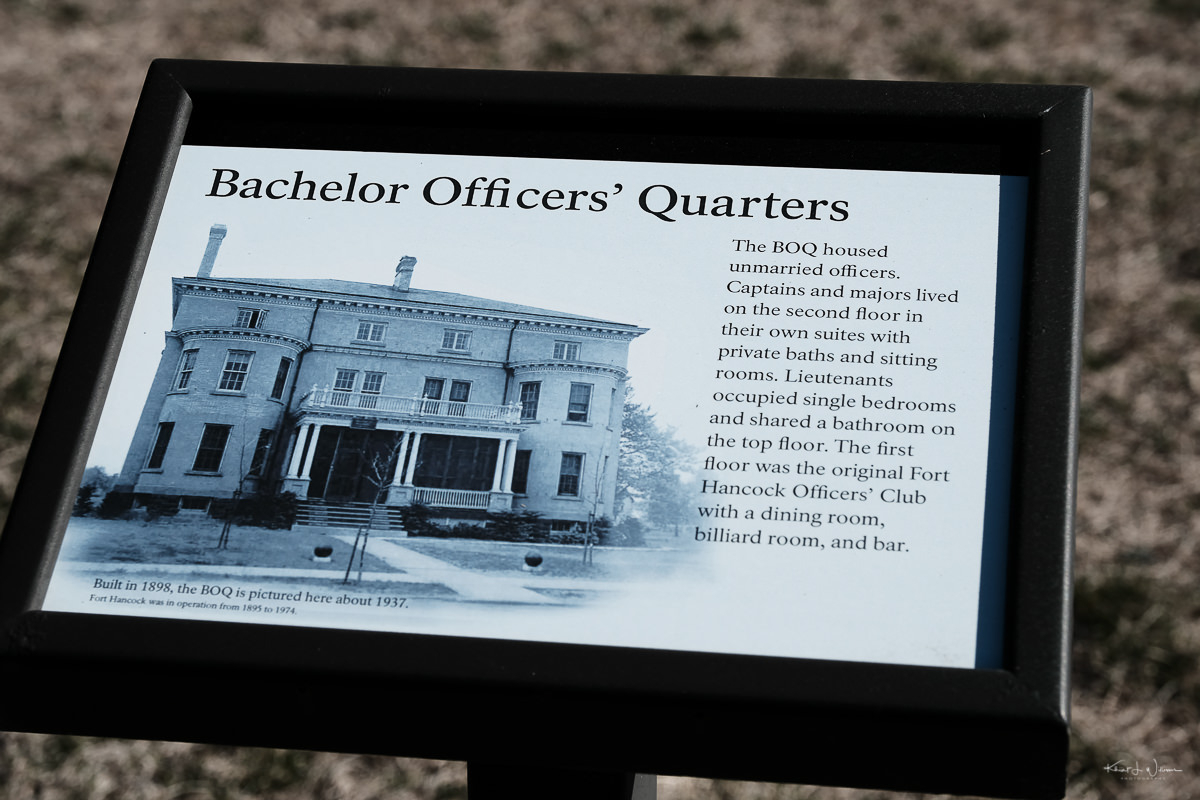 Bachelor Officers’ Quarters
The BOQ housed
unmarried officers.
Captains and majors lived
on the second floor in
their own suites with
private baths and sitting
rooms. Lieutenants
occupied single bedrooms
and shared a bathroom on
the top floor. The first
floor was the original Fort
Hancock Officers’ Club
with a dining room,
billiard room, and bar.
Built in 1898, the BOQ is pictured here about 1937.
Fort Hancock was in operation from 1895 to 1974.